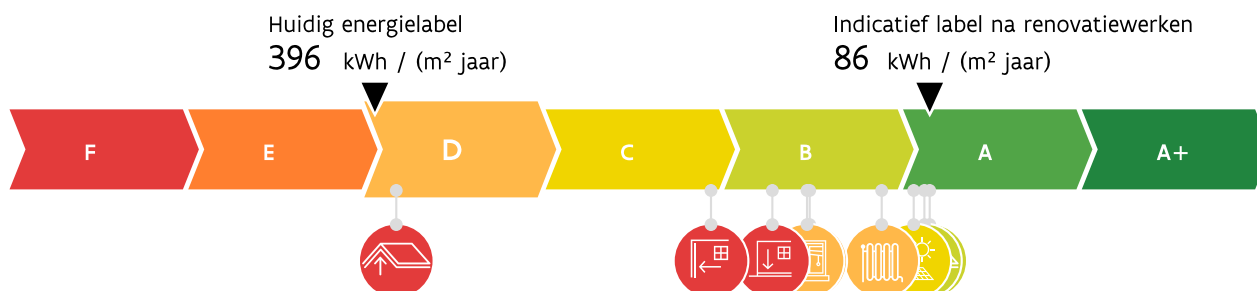 Huidig energielabel
396 kWh / (m² jaar)
Indicatief label na renovatiewerken
86 kWh / (m² jaar)
F E D C B A A+